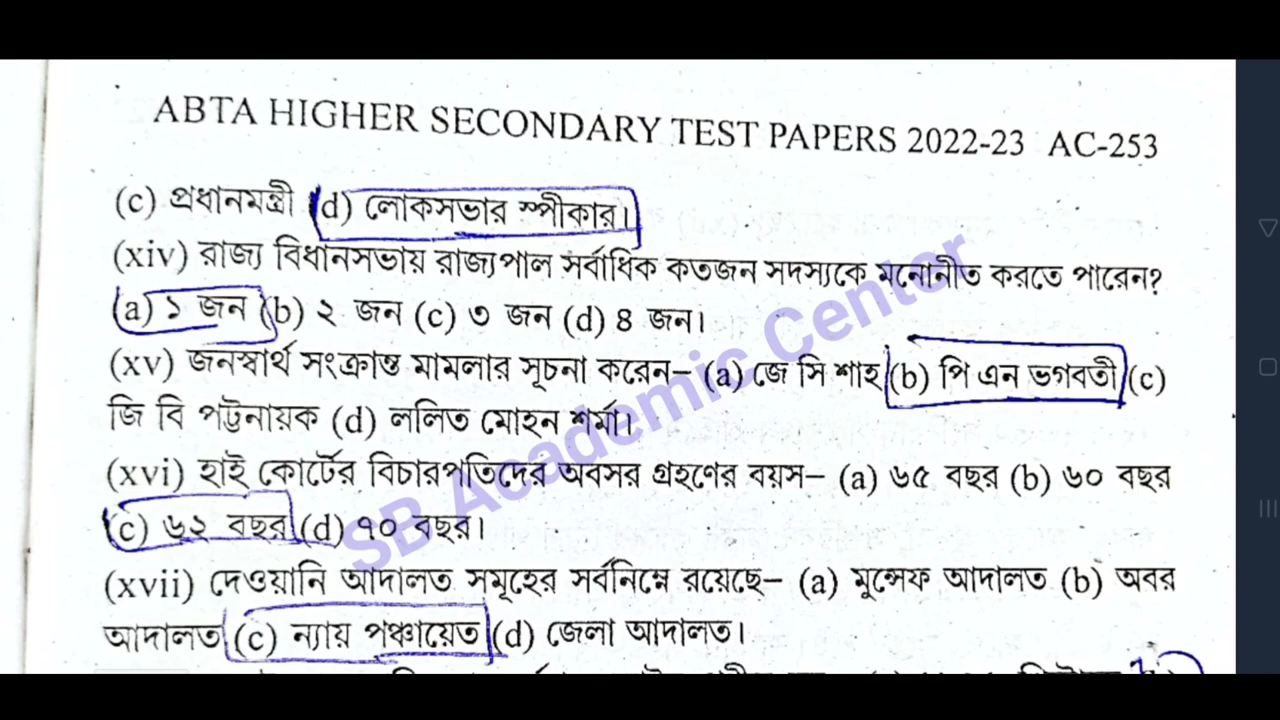 ABTA HIGHER SECONDARY TEST PAPERS 2022-23 AC-253
(c) প্রধানমন্ত্রী (d) লোকসভার স্পীকার।
(xiv) রাজ্য বিধানসভায় রাজ্যপাল সর্বাধিক কতজন সদস্যকে মনোনীত করতে পারেন?
(a) ১ জন (b) ২ জন (c) ৩ জন (d) ৪ জন।
(xv) জনস্বার্থ সংক্রান্ত মামলার সূচনা করেন– (a) জে সি শাহ (b) পি এন ভগবতী (c)
জি বি পট্টনায়ক (d) ললিত মোহন শর্মা।
(xvi) হাই কোর্টের বিচারপতিদের অবসর গ্রহণের বয়স– (a) ৬৫ বছর (b) ৬০ বছর
(c) ৬২ বছর (d) ৭০ বছর।
(xvii) দেওয়ানি আদালত সমূহের সর্বনিম্নে রয়েছে– (a) মুন্সেফ আদালত (b) অবর
আদালত (c) ন্যায় পঞ্চায়েত (d) জেলা আদালত।
SB Academic Center